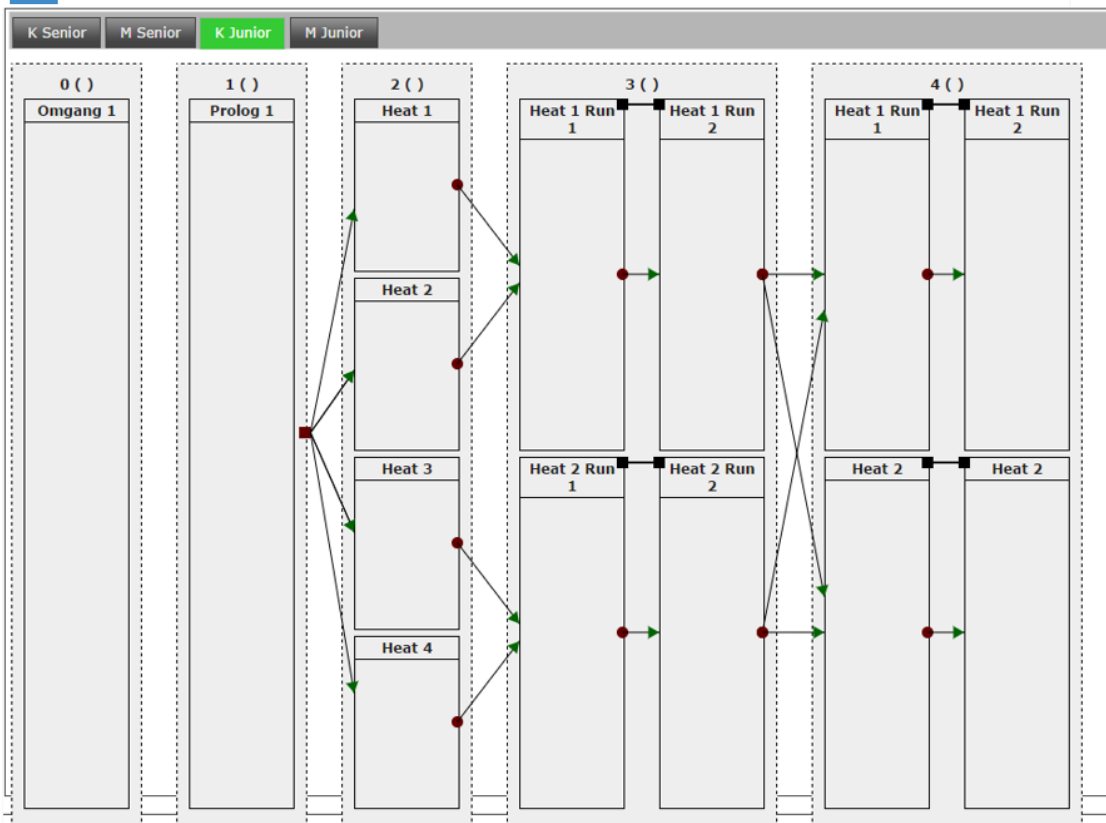 K Senior M Senior K Junior M Junior
0 ( ) 1 ( ) 2 ( ) 3 ( ) 4 ( )
Omgang 1
Prolog 1
Heat 1
Heat 2
Heat 3
Heat 4
Heat 1 Run
1
Heat 1 Run
2
Heat 2 Run
1
Heat 2 Run
2
Heat 1 Run
1
Heat 1 Run
2
Heat 2
Heat 2